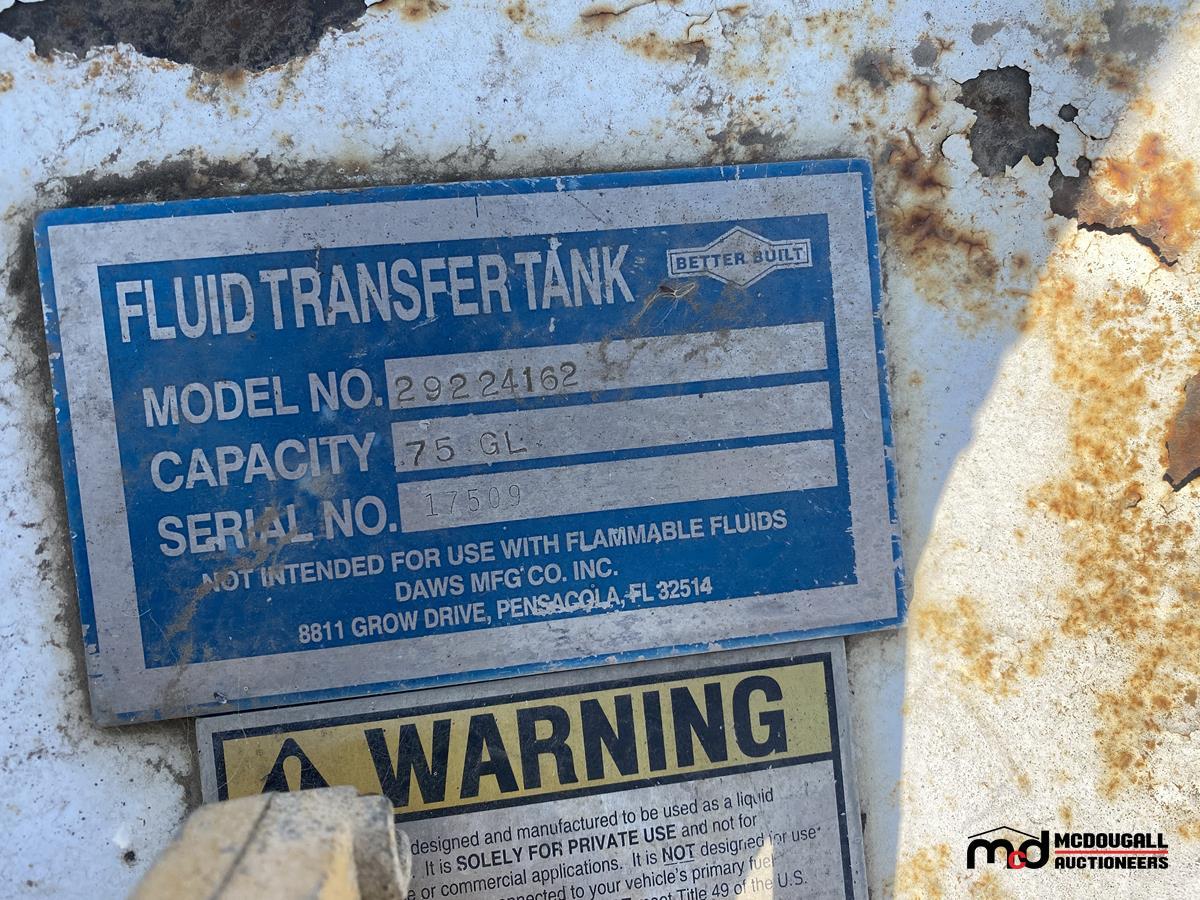 FLUID TRANSFER TANK
BETTER BUILT
MODEL NO. 29224162
CAPACITY 75 GL
SERIAL NO. 17509
NOT INTENDED FOR USE WITH FLAMMABLE FLUIDS
DAWS MFG CO. INC.
8811 GROW DRIVE, PENSACOLA, FL 32514
WARNING
designed and manufactured to be used as a liquid
It is SOLELY FOR PRIVATE USE and not for
or commercial applications. It is NOT designed for use
connected to your vehicle's primary fuel
Title 49 of the U.S.
mcd MCDOUGALL
AUCTIONEERS